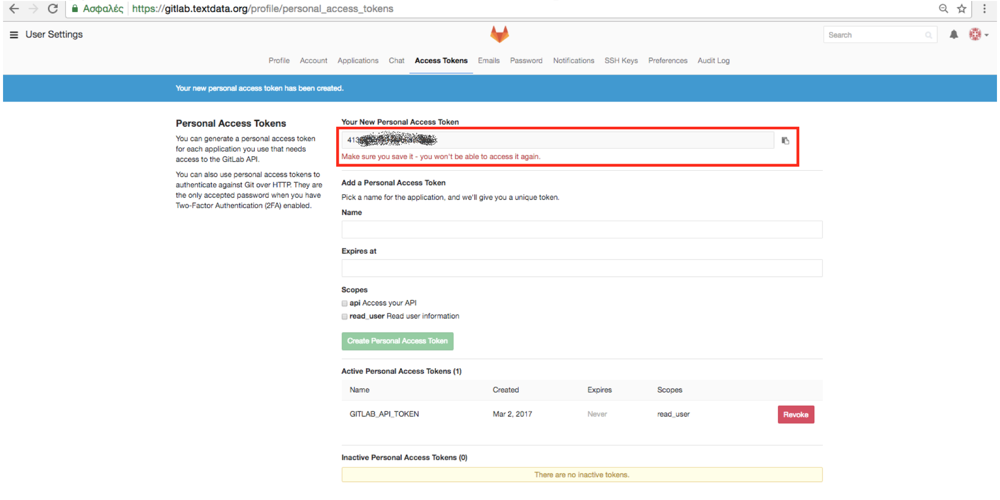 Ασφαλές https://gitlab.textdata.org/profile/personal_access_tokens
User Settings
Search
Profile Account Applications Chat Access Tokens Emails Password Notifications SSH Keys Preferences Audit Log
Your new personal access token has been created.
Personal Access Tokens
You can generate a personal access token
for each application you use that needs
access to the GitLab API.
You can also use personal access tokens to
authenticate against Git over HTTP. They are
the only accepted password when you have
Two-Factor Authentication (2FA) enabled.
Your New Personal Access Token
Make sure you save it - you won't be able to access it again.
Add a Personal Access Token
Pick a name for the application, and we'll give you a unique token.
Name
Expires at
Scopes
api Access your API
read_user Read user information
Create Personal Access Token
Active Personal Access Tokens (1)
Name Created Expires Scopes
GITLAB_API_TOKEN Mar 2, 2017 Never read_user Revoke
Inactive Personal Access Tokens (0)
There are no inactive tokens.